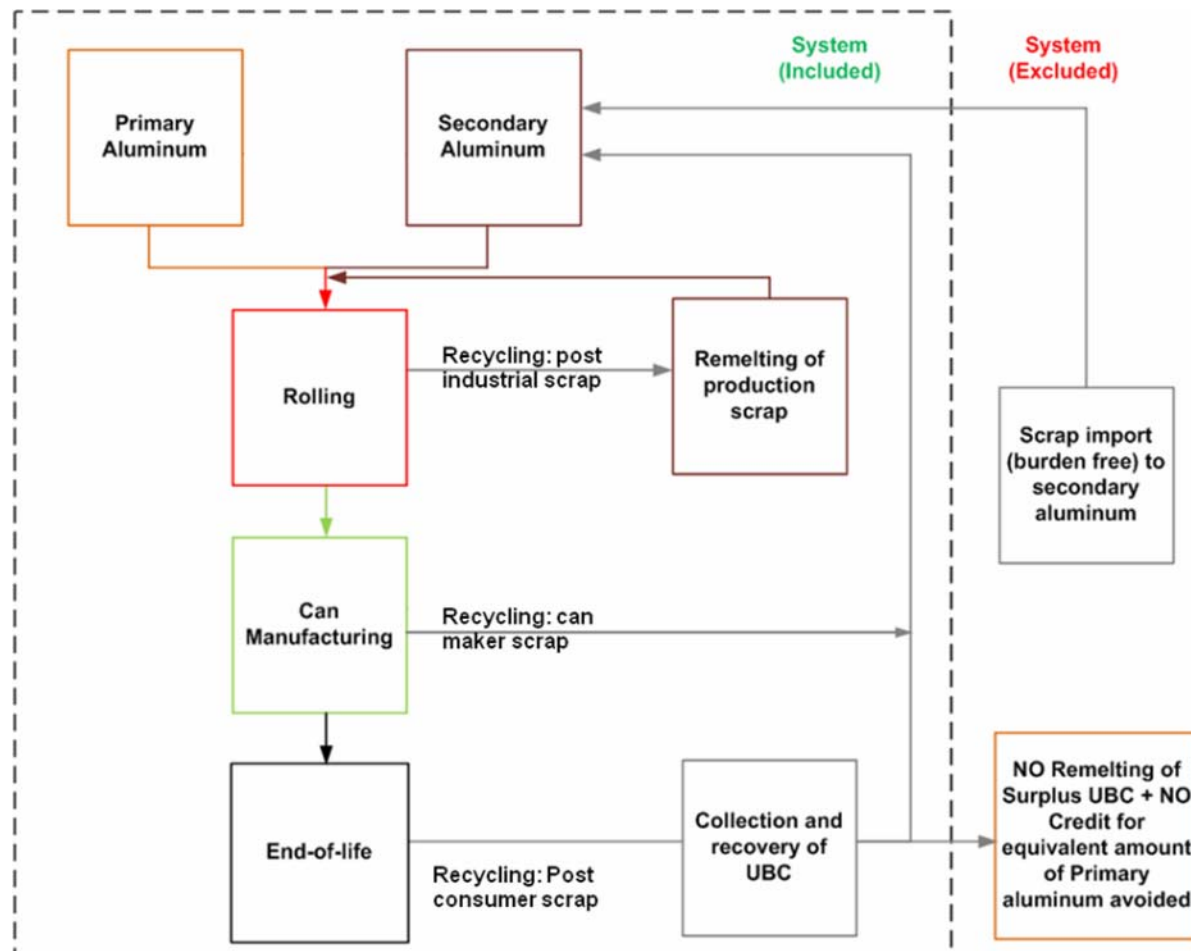 System
(Included)
System
(Excluded)
Primary
Aluminum
Secondary
Aluminum
Rolling
Recycling: post
industrial scrap
Remelting of
production
scrap
Scrap import
(burden free) to
secondary
aluminum
Can
Manufacturing
Recycling: can
maker scrap
End-of-life
Recycling: Post
consumer scrap
Collection and
recovery of
UBC
NO Remelting of
Surplus UBC + NO
Credit for
equivalent amount
of Primary
aluminum avoided